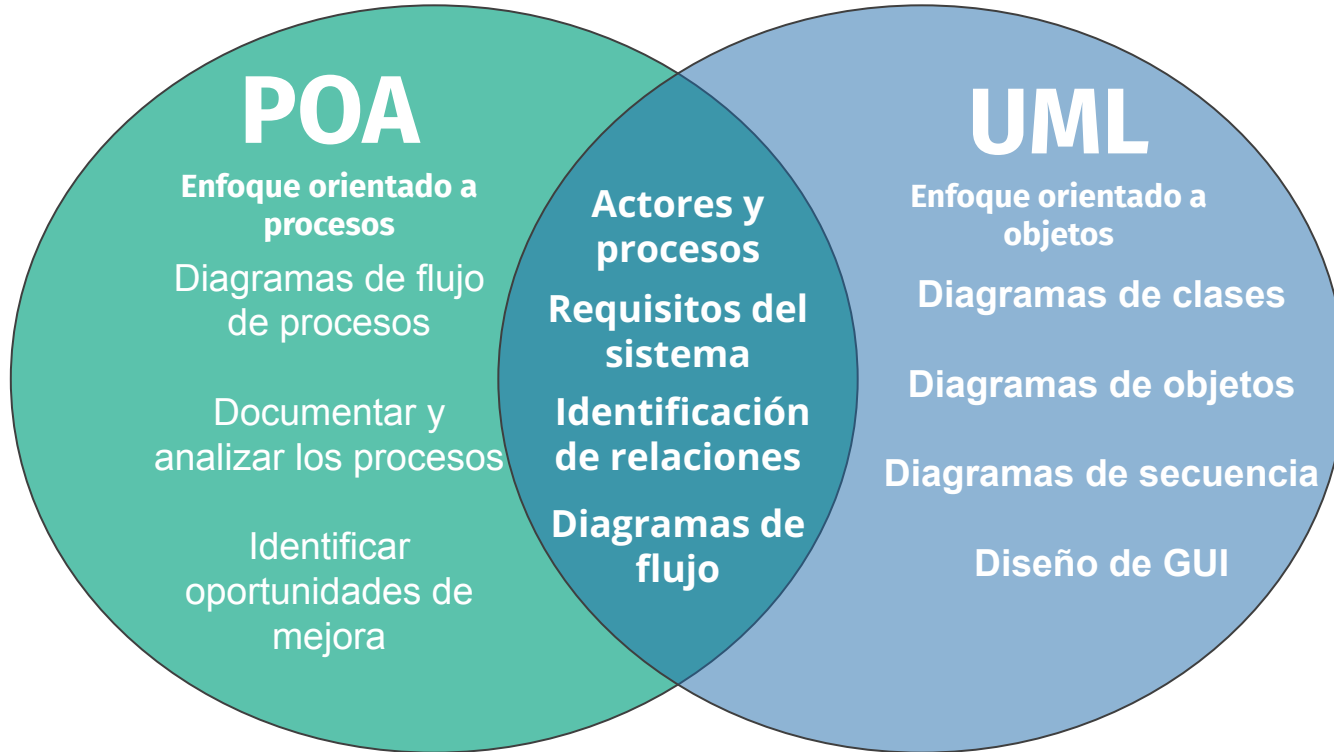 POA
Enfoque orientado a
procesos
Diagramas de flujo
de procesos
Documentar y
analizar los procesos
Identificar
oportunidades de
mejora
Actores y
procesos
Requisitos del
sistema
Identificación
de relaciones
Diagramas de
flujo
UML
Enfoque orientado a
objetos
Diagramas de clases
Diagramas de objetos
Diagramas de secuencia
Diseño de GUI